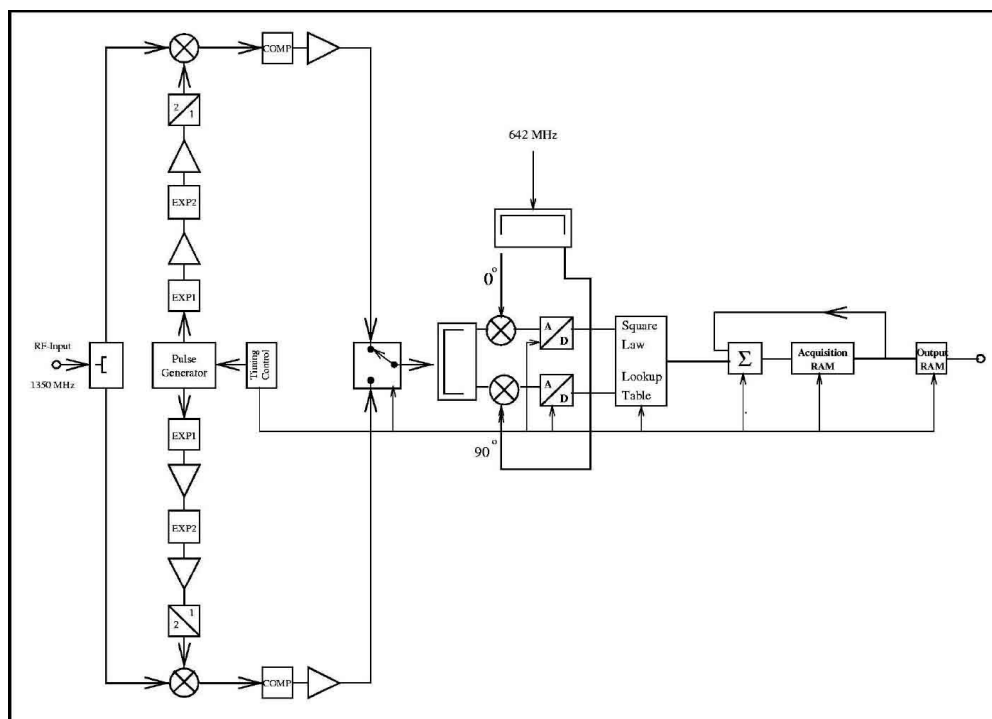 COMP
2
1
642 MHz
EXP2
0°
EXP1
RF-Input
1350 MHz
Pulse
Generator
Timing
Control
A
D
Square
Law
Lookup
Table
A
D
Σ
Acquisition
RAM
Output
RAM
90°
EXP1
EXP2
1
2
COMP